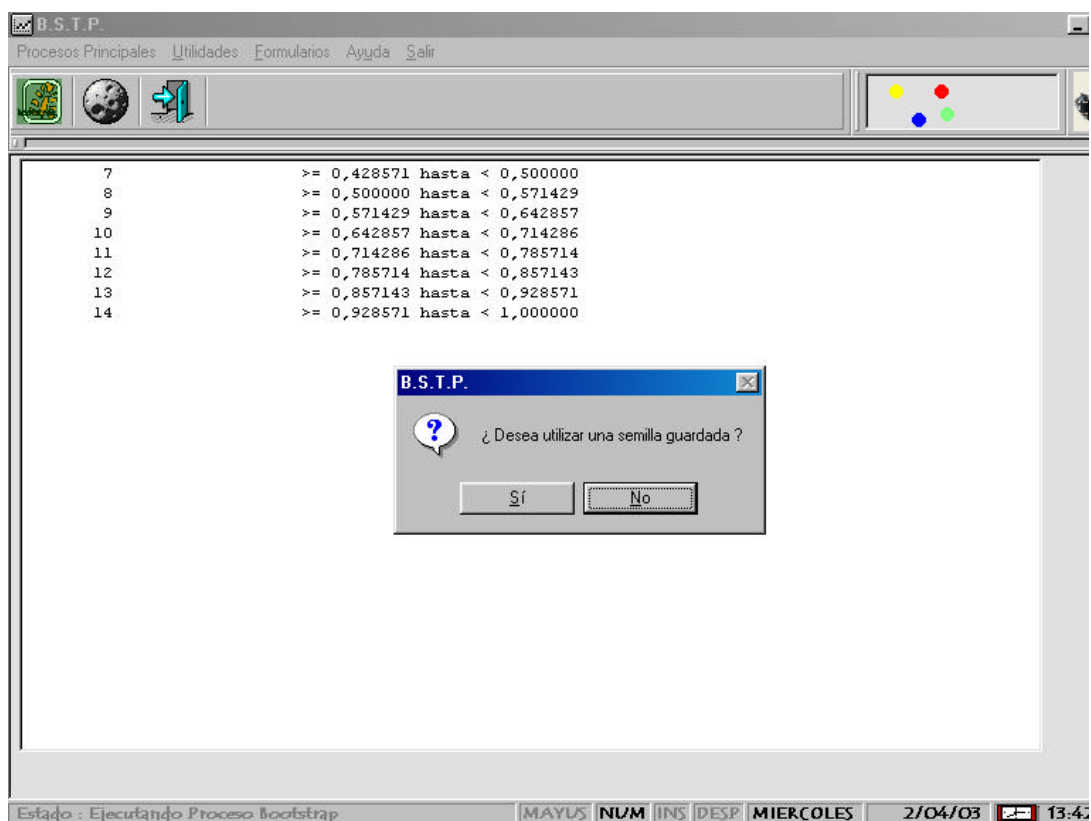 B.S.T.P.
Procesos Principales Utilidades Formularios Ayuda Salir
7 >= 0,428571 hasta < 0,500000
8 >= 0,500000 hasta < 0,571429
9 >= 0,571429 hasta < 0,642857
10 >= 0,642857 hasta < 0,714286
11 >= 0,714286 hasta < 0,785714
12 >= 0,785714 hasta < 0,857143
13 >= 0,857143 hasta < 0,928571
14 >= 0,928571 hasta < 1,000000
B.S.T.P.
¿ Desea utilizar una semilla guardada ?
Sí No
Estado : Ejecutando Proceso Bootstrap MAYUS NUM INS DESP MIERCOLES 2/04/03